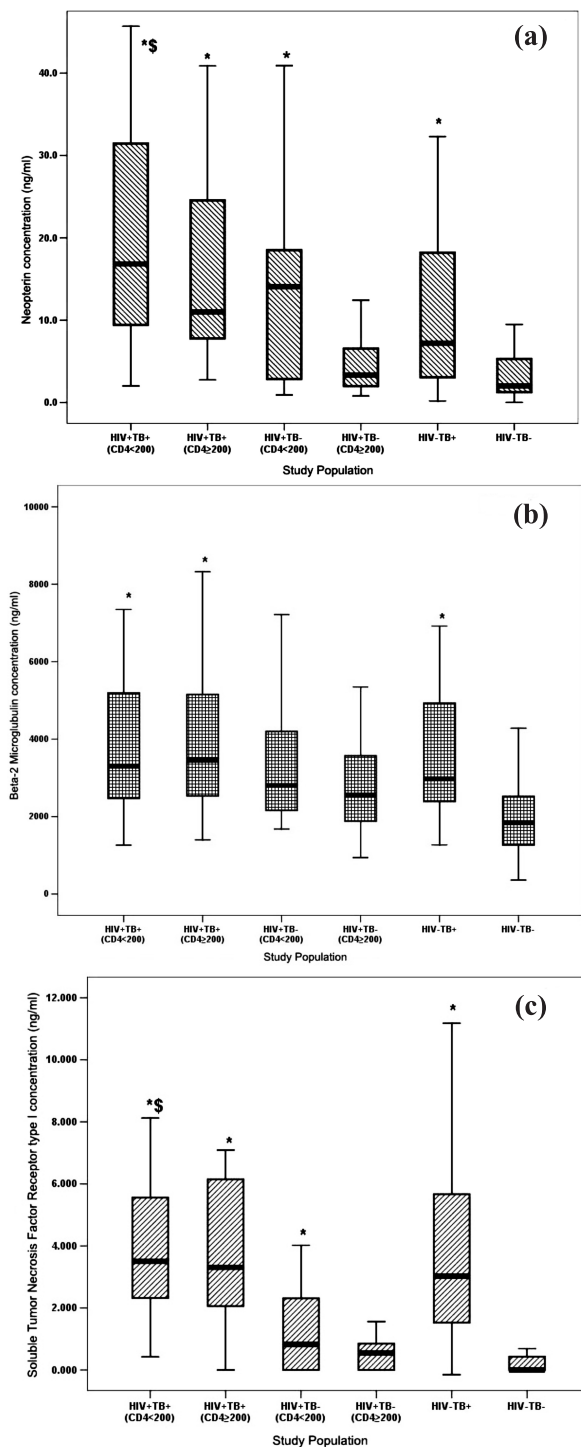 (a)
*$
*
*
*
40.0
30.0
20.0
10.0
0.0
Neopterin concentration (ng/ml)
HIV+TB+ HIV+TB+ HIV+TB- HIV+TB- HIV-TB+ HIV-TB-
(CD4<200) (CD4≥200) (CD4<200) (CD4≥200)
Study Population
(b)
*
*
*
10000
8000
6000
4000
2000
0
Beta-2 Microglubulin concentration (ng/ml)
HIV+TB+ HIV+TB+ HIV+TB- HIV+TB- HIV-TB+ HIV-TB-
(CD4<200) (CD4≥200) (CD4<200) (CD4≥200)
Study Population
(c)
*$
*
*
*
12.000
10.000
8.000
6.000
4.000
2.000
0.000
Soluble Tumor Necrosis Factor Receptor type I concentration (ng/ml)
HIV+TB+ HIV+TB+ HIV+TB- HIV+TB- HIV-TB+ HIV-TB-
(CD4<200) (CD4≥200) (CD4<200) (CD4≥200)
Study Population